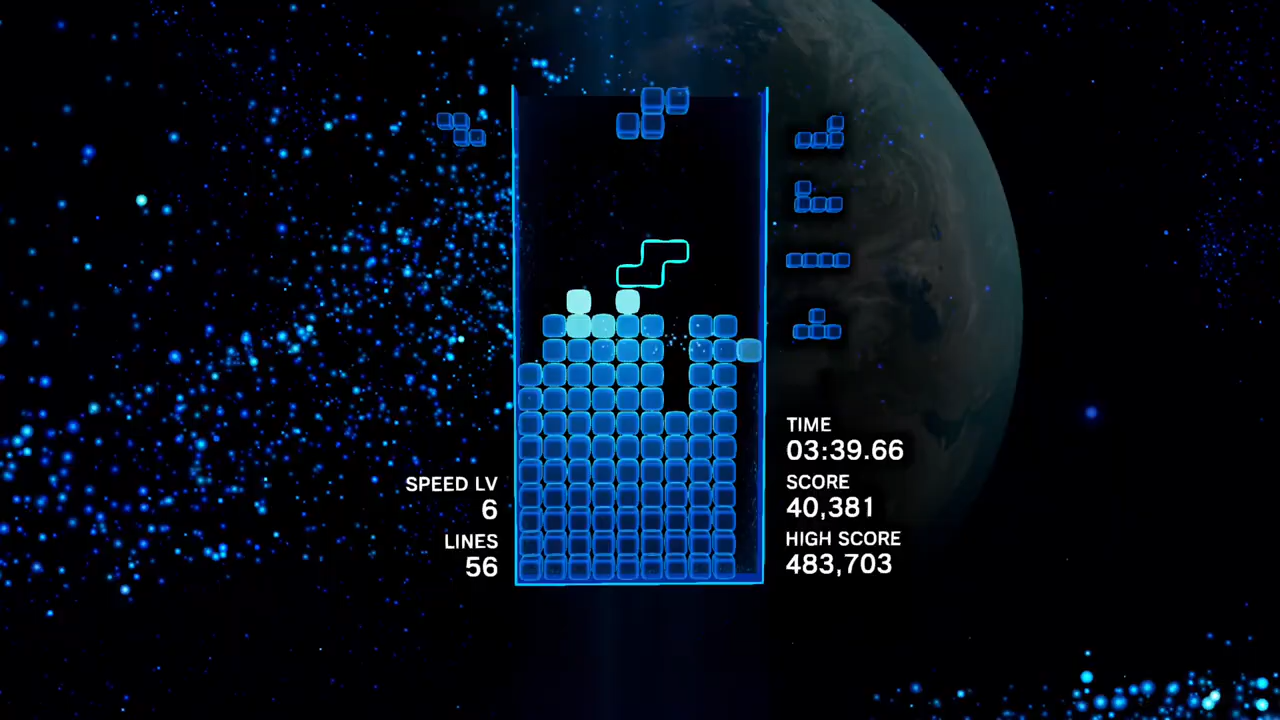 SPEED LV
6
LINES
56
TIME
03:39.66
SCORE
40,381
HIGH SCORE
483,703